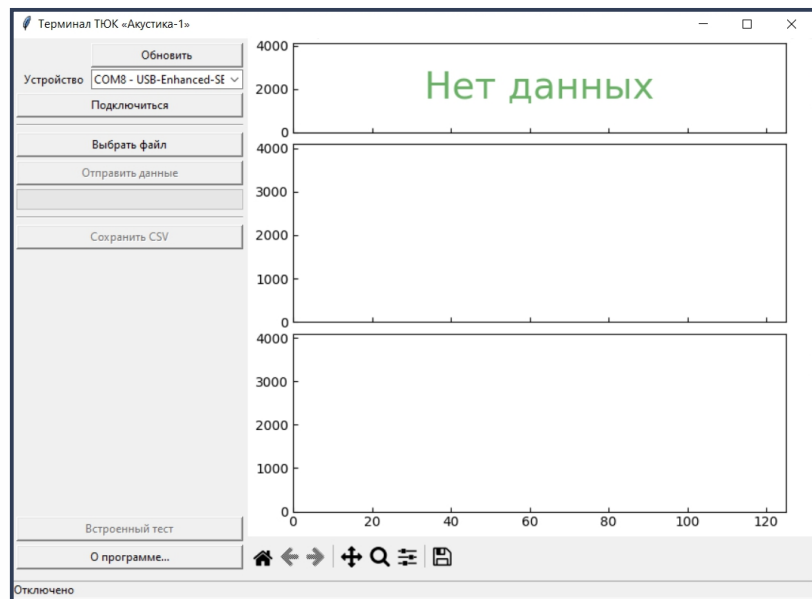 Терминал ТЮК «Акустика-1»
Обновить
Устройство COM8 - USB-Enhanced-SE
Подключиться
Выбрать файл
Отправить данные
Сохранить CSV
Встроенный тест
О программе...
Отключено
4000
Нет данных
2000
0
4000
3000
2000
1000
0
4000
3000
2000
1000
0
0 20 40 60 80 100 120